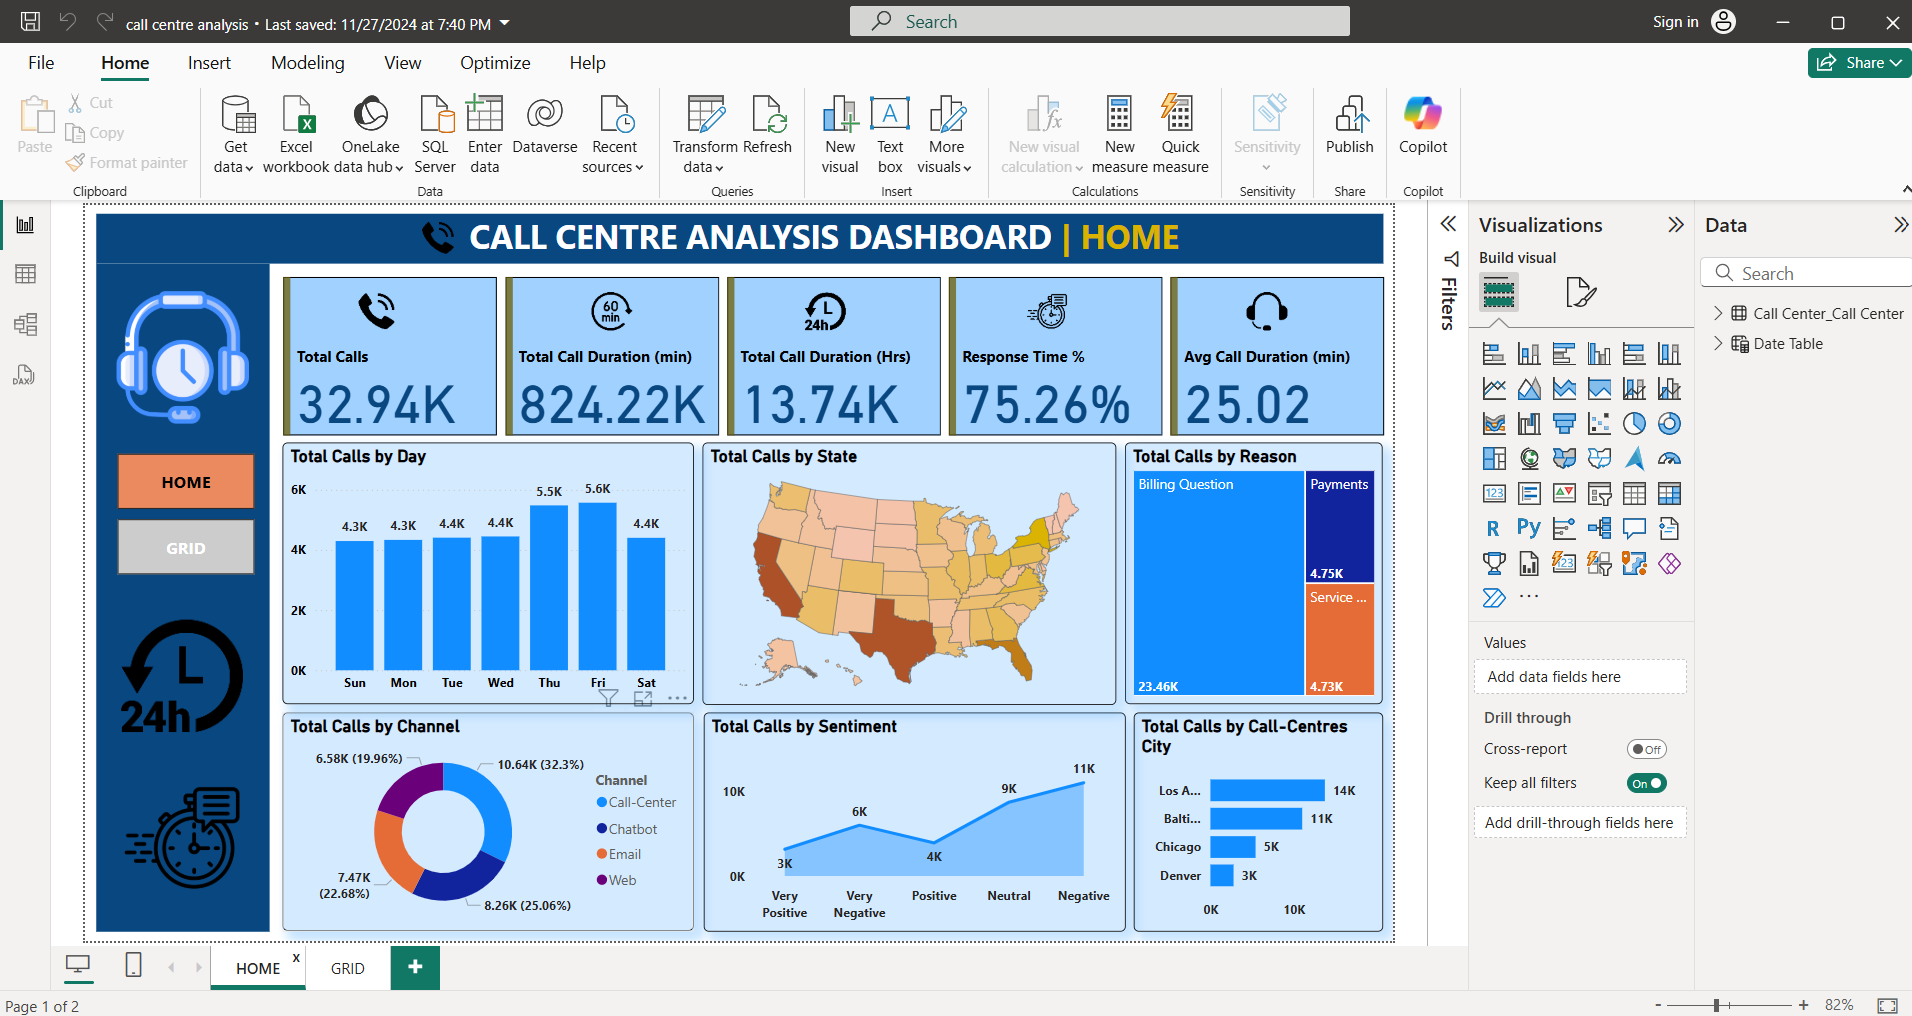 call centre analysis • Last saved: 11/27/2024 at 7:40 PM
Search
Sign in
File
Home
Insert
Modeling
View
Optimize
Help
Share
Paste
Cut
Copy
Format painter
Clipboard
Get data
Excel workbook
OneLake data hub
SQL Server
Enter data
Dataverse
Recent sources
Data
Transform data
Refresh
Queries
New visual
Text box
More visuals
Insert
New visual calculation
New measure
Quick measure
Calculations
Sensitivity
Sensitivity
Publish
Share
Copilot
Copilot
CALL CENTRE ANALYSIS DASHBOARD | HOME
HOME
GRID
24h
Total Calls
32.94K
60 min
Total Call Duration (min)
824.22K
24h
Total Call Duration (Hrs)
13.74K
Response Time %
75.26%
Avg Call Duration (min)
25.02
Total Calls by Day
6K
4K
2K
0K
4.3K
4.3K
4.4K
4.4K
5.5K
5.6K
4.4K
Sun
Mon
Tue
Wed
Thu
Fri
Sat
Total Calls by State
Total Calls by Reason
Billing Question
23.46K
Payments
4.75K
Service ...
4.73K
Total Calls by Channel
6.58K (19.96%)
10.64K (32.3%)
7.47K
(22.68%)
8.26K (25.06%)
Channel
Call-Center
Chatbot
Email
Web
Total Calls by Sentiment
10K
0K
3K
6K
4K
9K
11K
Very Positive
Very Negative
Positive
Neutral
Negative
Total Calls by Call-Centres
City
Los A...
14K
Balti...
11K
Chicago
5K
Denver
3K
0K
10K
Filters
Visualizations
Build visual
123
R
Py
123
Values
Add data fields here
Drill through
Cross-report
Off
Keep all filters
On
Add drill-through fields here
Data
Search
Call Center_Call Center
Date Table
DAX
HOME
x
GRID
+
Page 1 of 2
-
+
82%